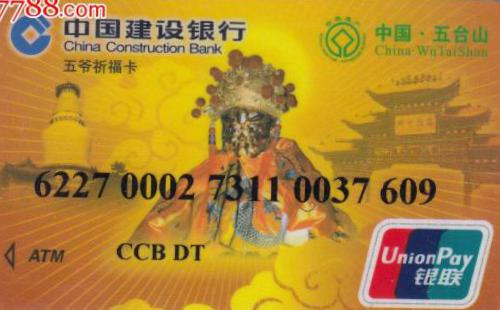 7788.com
中国建设银行
China Construction Bank
五爷祈福卡
中国·五台山
China·WuTaiShan
6227 0002 7311 0037 609
ATM
CCB DT
UnionPay
银联